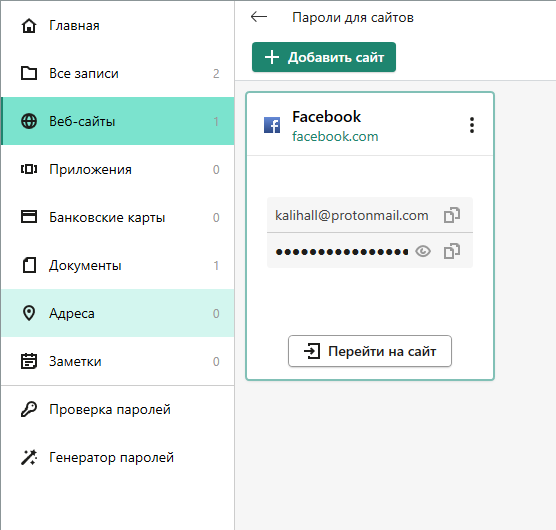 Главная
Все записи 2
Веб-сайты 1
Приложения 0
Банковские карты 0
Документы 1
Адреса 0
Заметки 0
Проверка паролей
Генератор паролей
Пароли для сайтов
Добавить сайт
Facebook
facebook.com
kalihall@protonmail.com
••••••••••••••••
Перейти на сайт